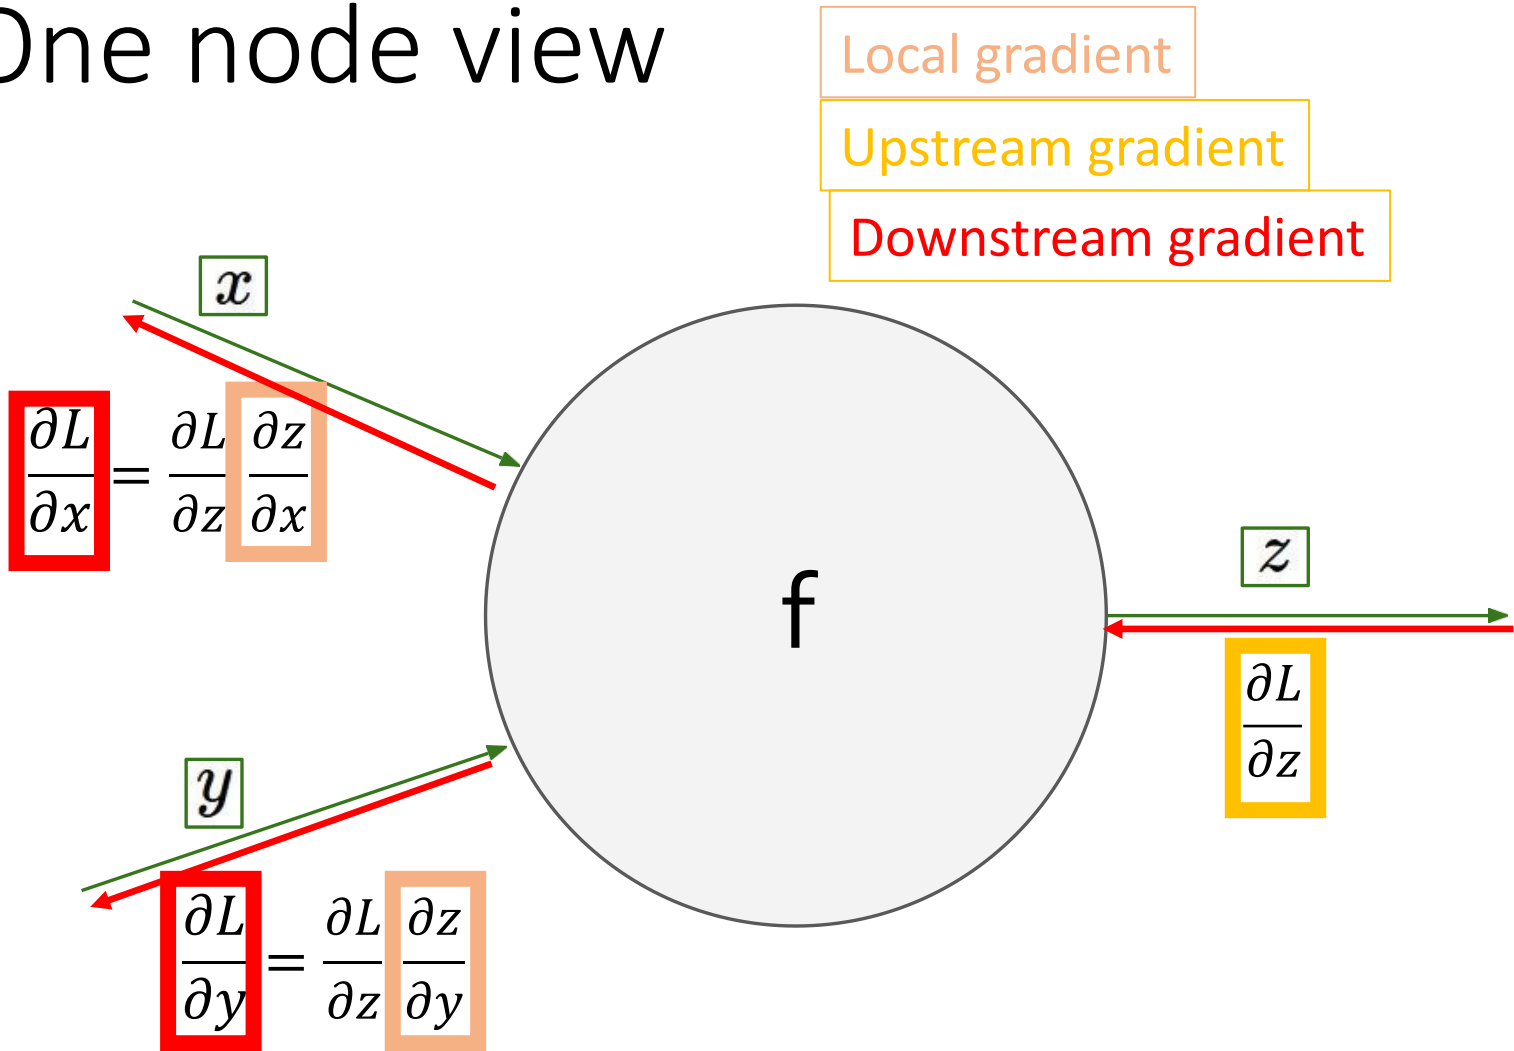 One node view
Local gradient
Upstream gradient
Downstream gradient
x
∂L/∂x = ∂L/∂z ∂z/∂x
f
z
∂L/∂z
y
∂L/∂y = ∂L/∂z ∂z/∂y